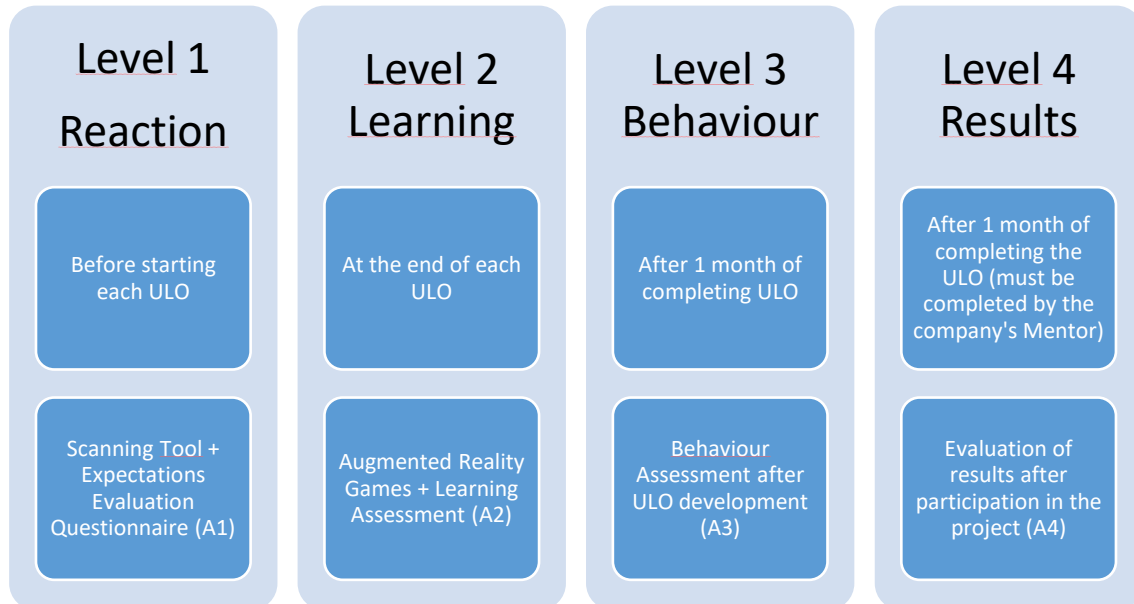 Level 1
Reaction
Before starting
each ULO
Scanning Tool +
Expectations
Evaluation
Questionnaire (A1)
Level 2
Learning
At the end of each
ULO
Augmented Reality
Games + Learning
Assessment (A2)
Level 3
Behaviour
After 1 month of
completing ULO
Behaviour
Assessment after
ULO development
(A3)
Level 4
Results
After 1 month of
completing the
ULO (must be
completed by the
company's Mentor)
Evaluation of
results after
participation in the
project (A4)